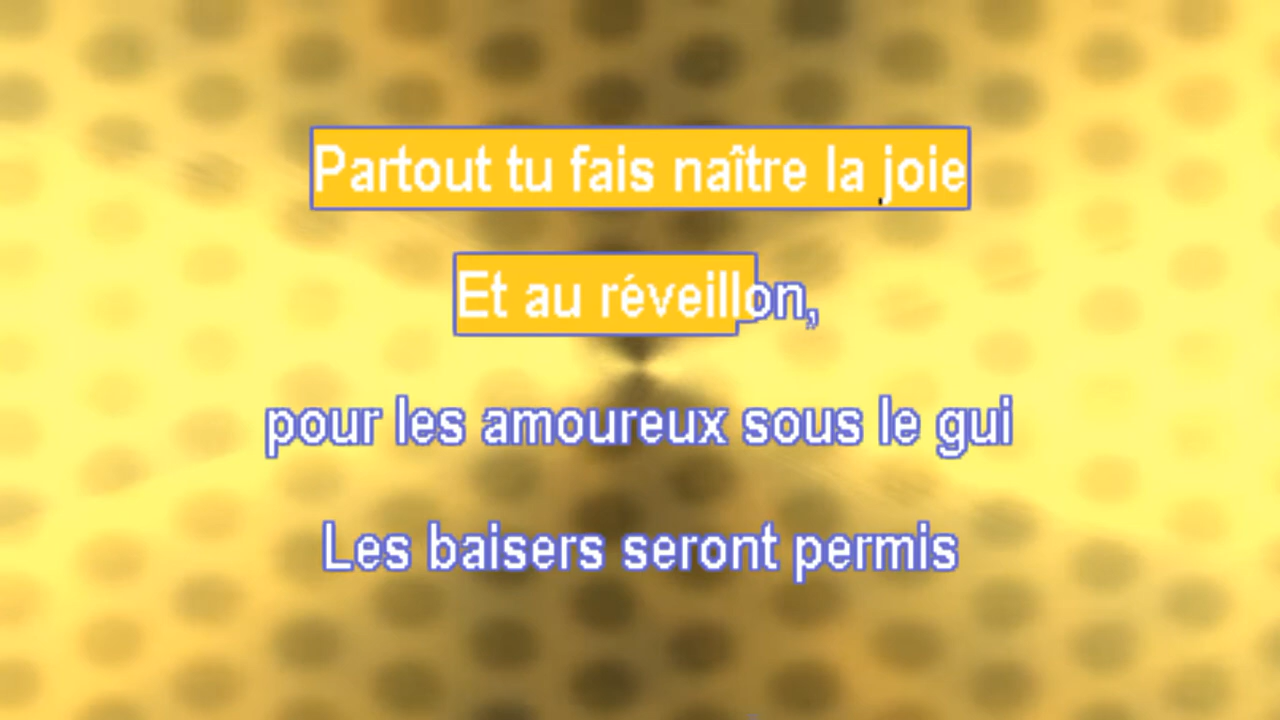 Partout tu fais naître la joie
Et au réveillon,
pour les amoureux sous le gui
Les baisers seront permis